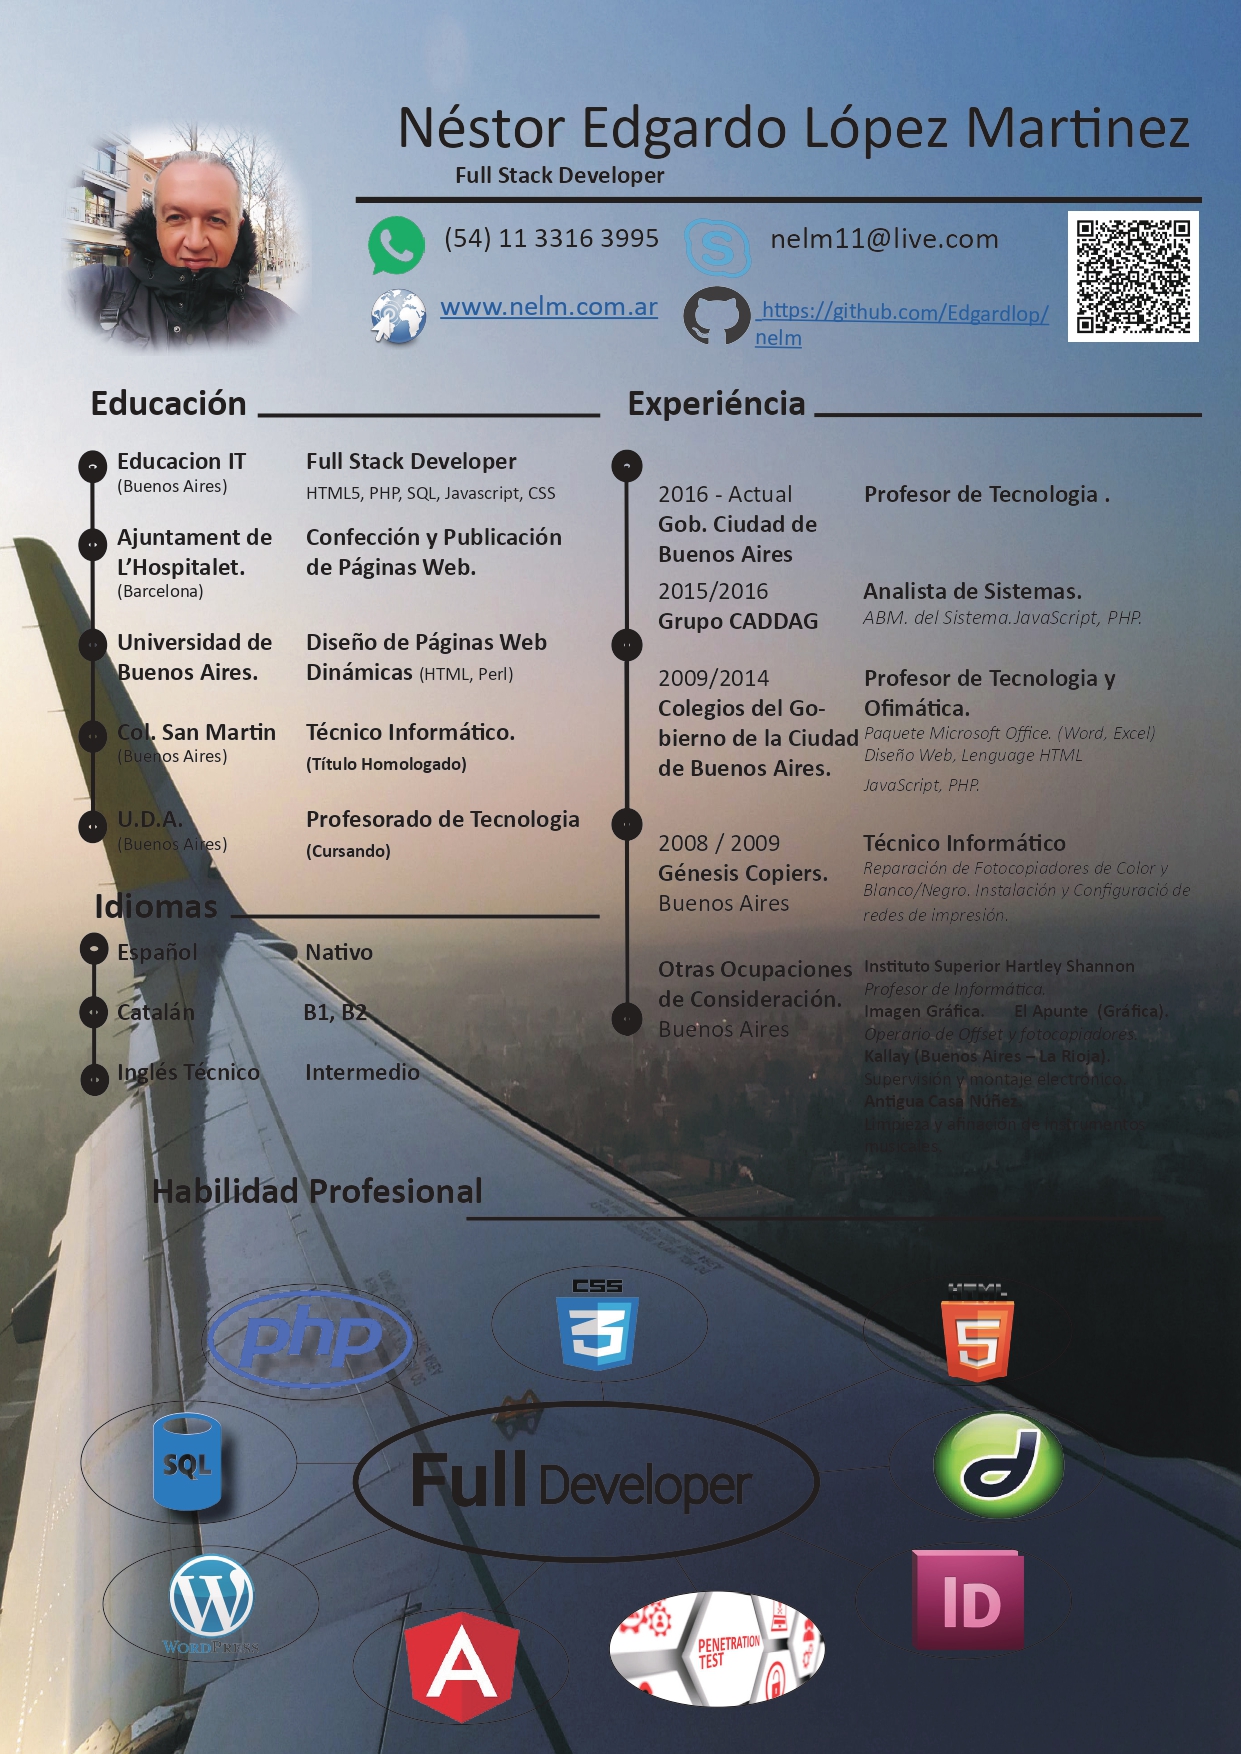 Néstor Edgardo López Martinez
Full Stack Developer
(54) 11 3316 3995
nelm11@live.com
www.nelm.com.ar
https://github.com/Edgardlop/
nelm
Educación
Educacion IT
(Buenos Aires)
Full Stack Developer
HTML5, PHP, SQL, Javascript, CSS
Ajuntament de
L’Hospitalet.
(Barcelona)
Confección y Publicación
de Páginas Web.
Universidad de
Buenos Aires.
Diseño de Páginas Web
Dinámicas (HTML, Perl)
Col. San Martin
(Buenos Aires)
Técnico Informático.
(Título Homologado)
U.D.A.
(Buenos Aires)
Profesorado de Tecnologia
(Cursando)
Idiomas
Español Nativo
Catalán B1, B2
Inglés Técnico Intermedio
Experiéncia
2016 - Actual
Gob. Ciudad de
Buenos Aires
Profesor de Tecnologia .
2015/2016
Grupo CADDAG
Analista de Sistemas.
ABM. del Sistema.JavaScript, PHP.
2009/2014
Colegios del Go-
bierno de la Ciudad
de Buenos Aires.
Profesor de Tecnologia y
Ofimática.
Paquete Microsoft Office. (Word, Excel)
Diseño Web, Lenguage HTML
JavaScript, PHP.
2008 / 2009
Génesis Copiers.
Buenos Aires
Técnico Informático
Reparación de Fotocopiadores de Color y
Blanco/Negro. Instalación y Configuració de
redes de impresión.
Otras Ocupaciones
de Consideración.
Buenos Aires
Instituto Superior Hartley Shannon
Profesor de Informática.
Imagen Gráfica. El Apunte (Gráfica).
Operario de Offset y fotocopiadores.
Kallay (Buenos Aires – La Rioja).
Supervisión y montaje electrónico.
Antigua Casa Núñez.
Limpieza y afinación de instrumentos
musicales.
Habilidad Profesional
php
CSS
3
HTML
5
SQL
Full Developer
WORDPRESS
A
PENETRATION
TEST
ID